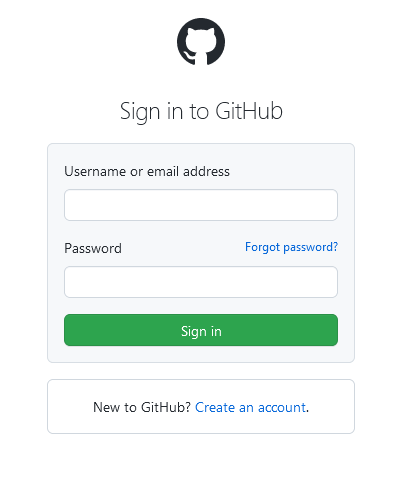 Sign in to GitHub
Username or email address
Password Forgot password?
Sign in
New to GitHub? Create an account.